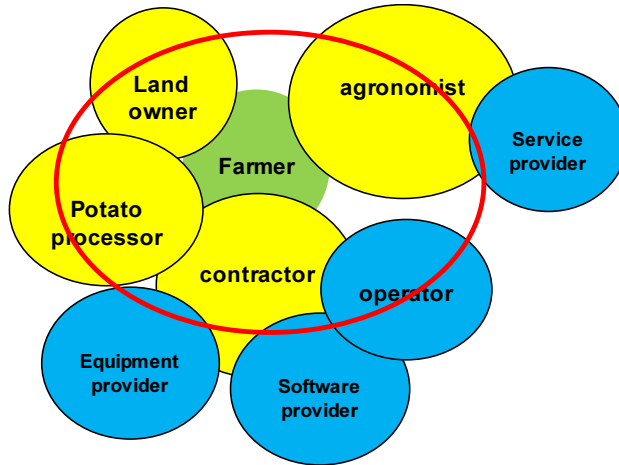 Land
owner
agronomist
Service
provider
Farmer
Potato
processor
contractor
operator
Equipment
provider
Software
provider